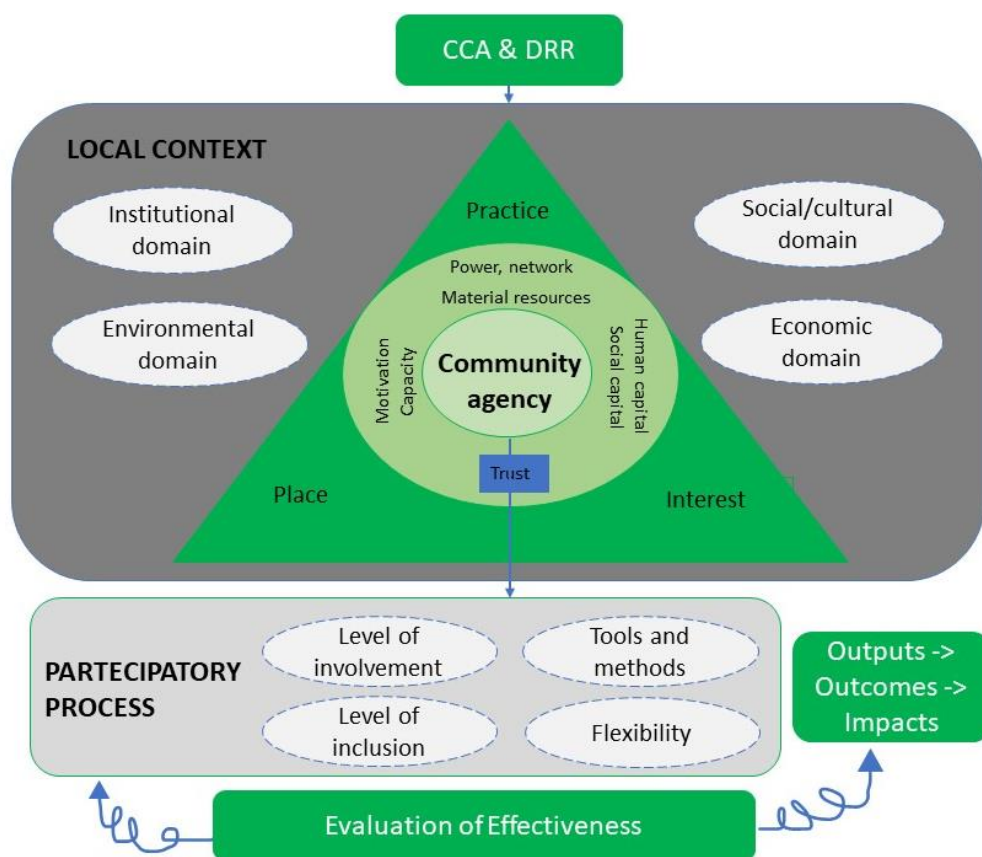 CCA & DRR
LOCAL CONTEXT
Institutional
domain
Social/cultural
domain
Environmental
domain
Economic
domain
Practice
Power, network
Material resources
Motivation
Capacity
Community
agency
Human capital
Social capital
Trust
Place
Interest
PARTECIPATORY
PROCESS
Level of
involvement
Tools and
methods
Level of
inclusion
Flexibility
Outputs ->
Outcomes ->
Impacts
Evaluation of Effectiveness